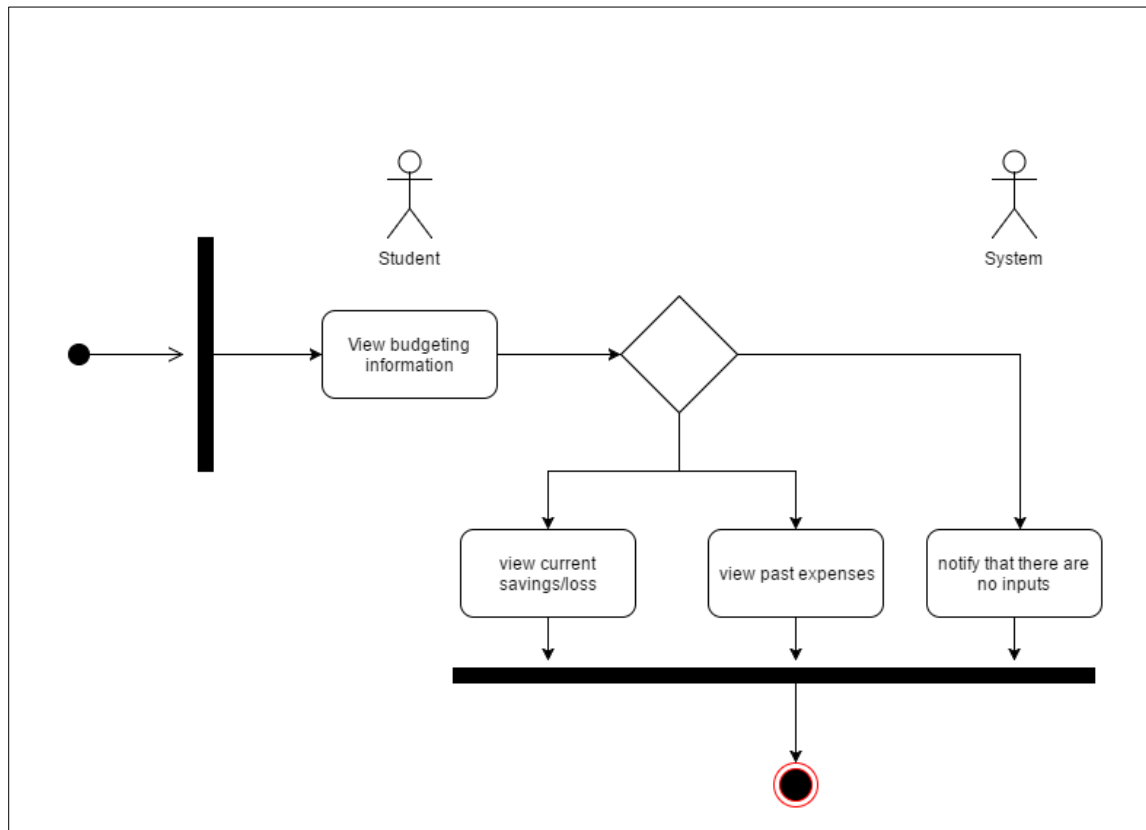 Student
System
View budgeting
information
view current
savings/loss
view past expenses
notify that there are
no inputs